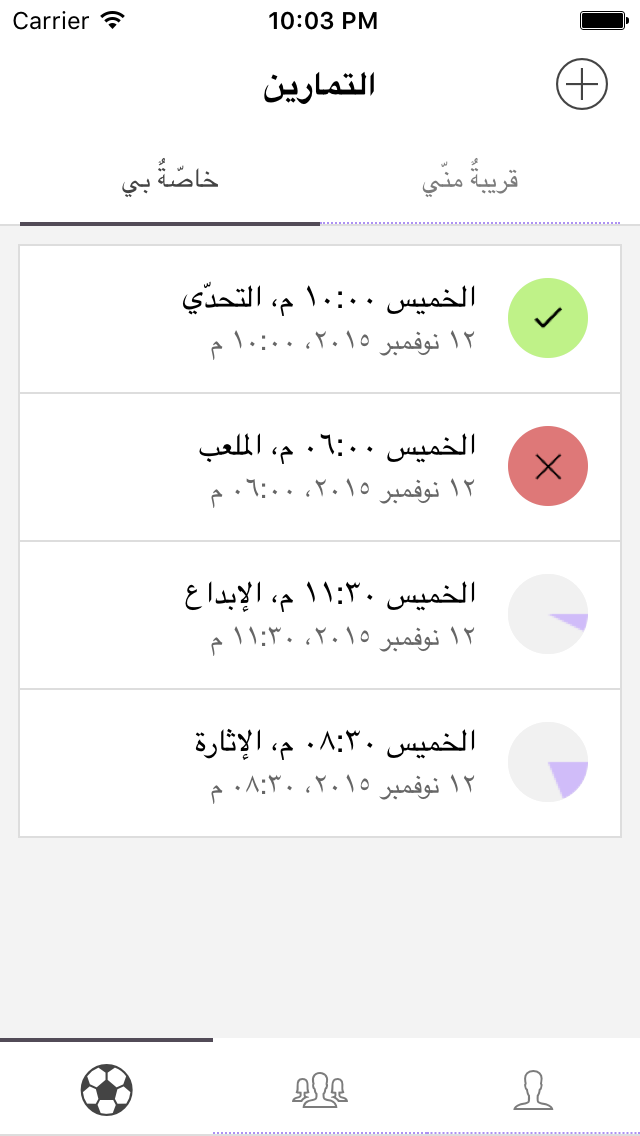 Carrier 10:03 PM
التمارين
قريبةٌ منّي
خاصّةٌ بي
الخميس ١٠:٠٠ م، التحدّي
١٢ نوفمبر ٢٠١٥، ١٠:٠٠ م
الخميس ٠٦:٠٠ م، الملعب
١٢ نوفمبر ٢٠١٥، ٠٦:٠٠ م
الخميس ١١:٣٠ م، الإبداع
١٢ نوفمبر ٢٠١٥، ١١:٣٠ م
الخميس ٠٨:٣٠ م، الإثارة
١٢ نوفمبر ٢٠١٥، ٠٨:٣٠ م